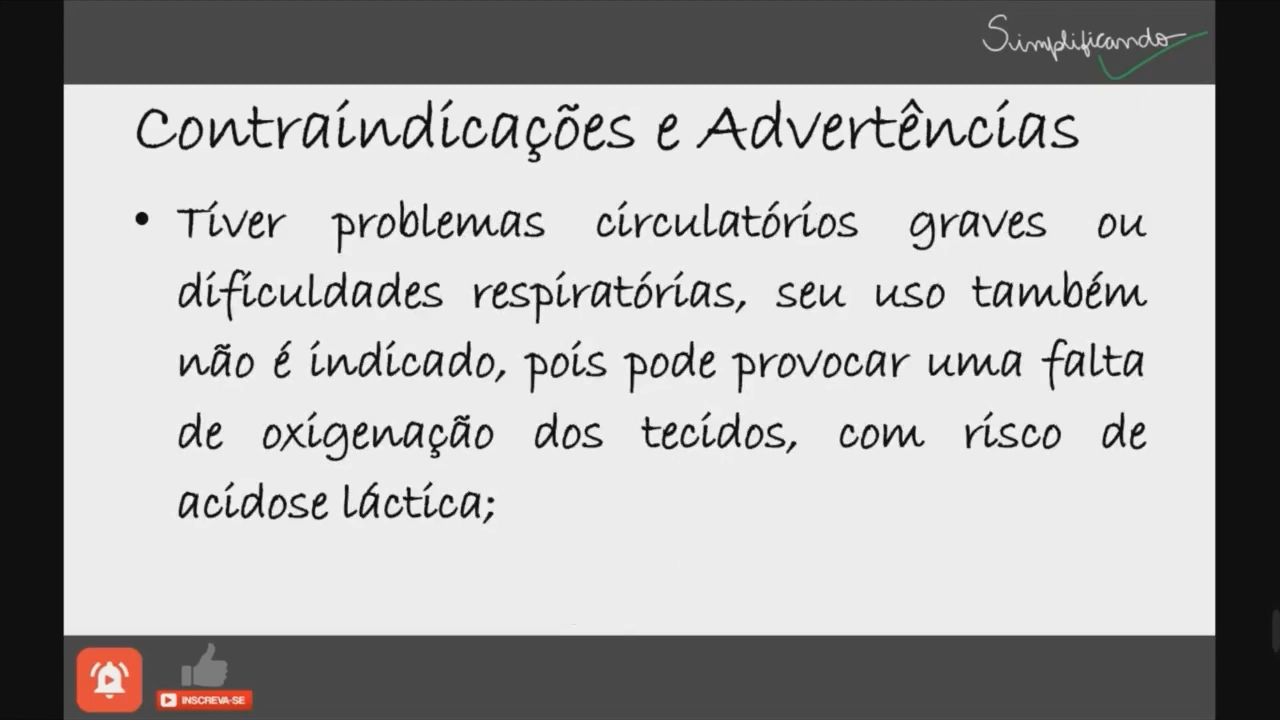 Simplificando
Contraindicações e Advertências
• Tiver problemas circulatórios graves ou
dificuldades respiratórias, seu uso também
não é indicado, pois pode provocar uma falta
de oxigenação dos tecidos, com risco de
acidose láctica;
INSCREVA-SE